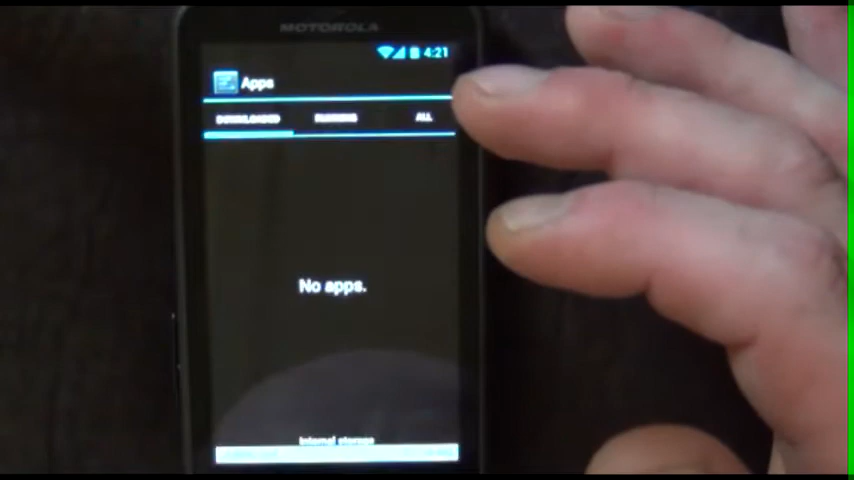 MOTOROLA
4:21
Apps
DOWNLOADED RUNNING ALL
No apps.
Internal storage